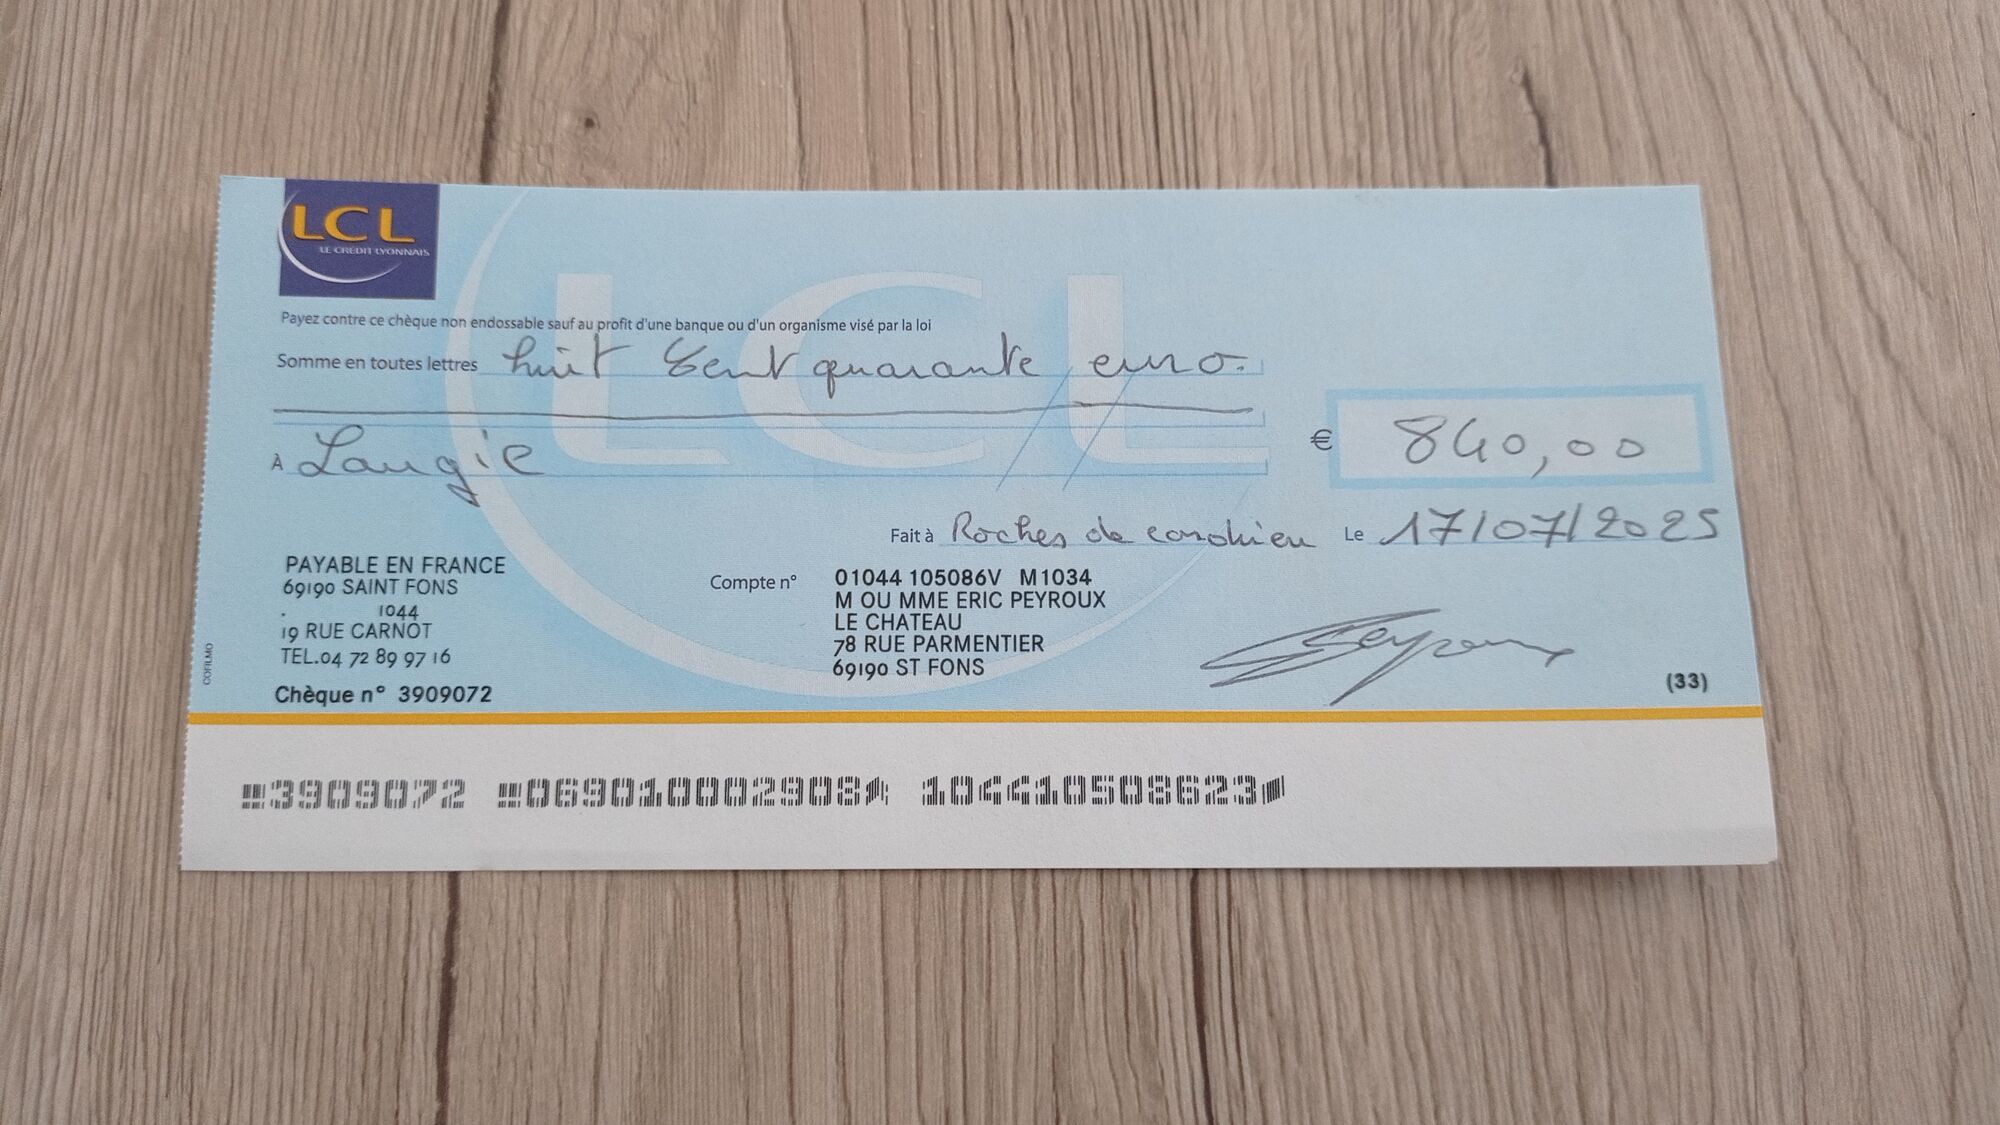 LCL
LE CRÉDIT LYONNAIS
LCL
Payez contre ce chèque non endossable sauf au profit d'une banque ou d'un organisme visé par la loi
Somme en toutes lettres huit cent quarante euro.
À Laugie
€ 840,00
Fait à Roches de condrieu Le 17/07/2025
PAYABLE EN FRANCE
69190 SAINT FONS
. 1044
19 RUE CARNOT
TEL.04 72 89 97 16
Chèque n° 3909072
Compte n° 01044 105086V M1034
M OU MME ERIC PEYROUX
LE CHATEAU
78 RUE PARMENTIER
69190 ST FONS
Peyroux
(33)
COFILMO
3909072 069010002908 104410508623